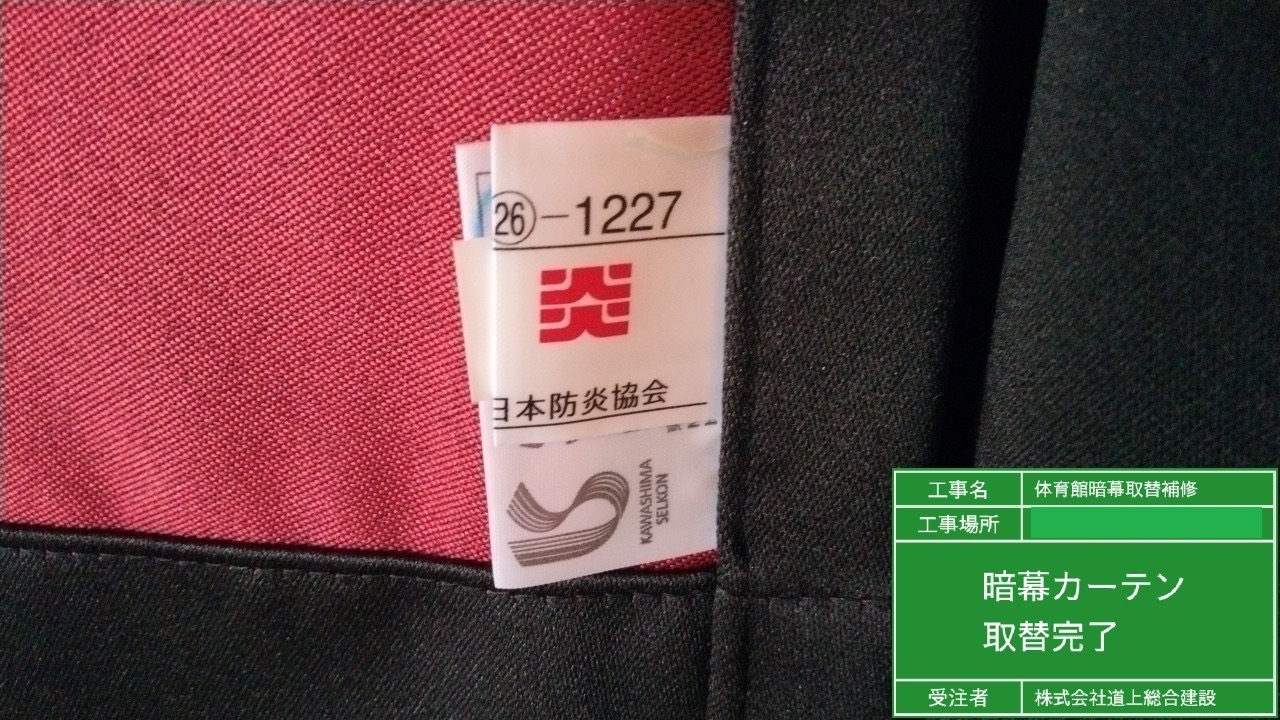 ㉖-1227
炎
日本防炎協会
KAWASHIMA
SELKON
工事名 体育館暗幕取替補修
工事場所
暗幕カーテン
取替完了
受注者 株式会社道上総合建設